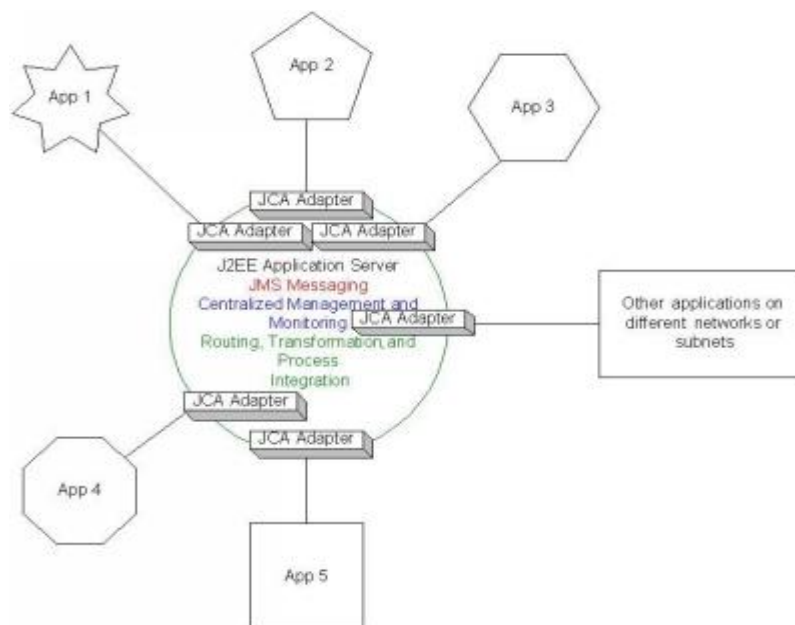 App 2
App 1
App 3
JCA Adapter
JCA Adapter
JCA Adapter
J2EE Application Server
JMS Messaging
Centralized Management and
Monitoring
JCA Adapter
Routing, Transformation, and
Process
Integration
Other applications on
different networks or
subnets
JCA Adapter
JCA Adapter
App 4
App 5